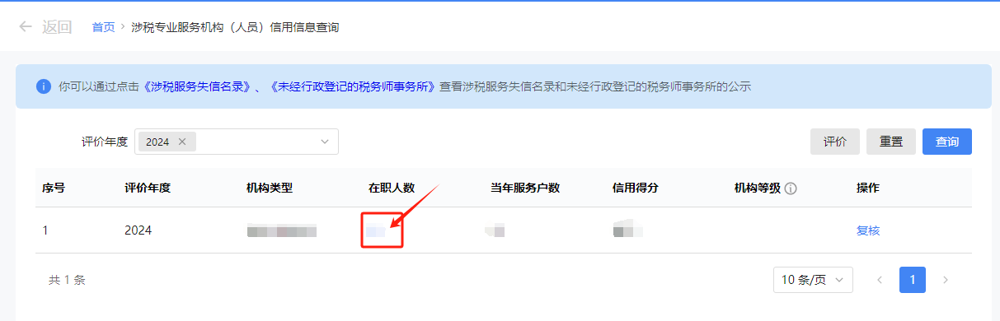 返回 首页 › 涉税专业服务机构（人员）信用信息查询
你可以通过点击《涉税服务失信名录》、《未经行政登记的税务师事务所》查看涉税服务失信名录和未经行政登记的税务师事务所的公示
评价年度 2024 × 评价 重置 查询
序号 评价年度 机构类型 在职人数 当年服务户数 信用得分 机构等级 操作
1 2024 复核
共 1 条 10 条/页 1